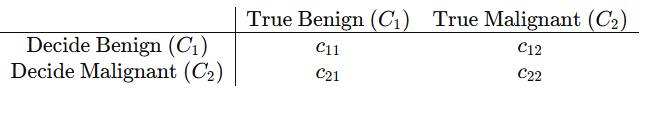 True Benign (C₁) True Malignant (C₂)
Decide Benign (C₁) c₁₁ c₁₂
Decide Malignant (C₂) c₂₁ c₂₂